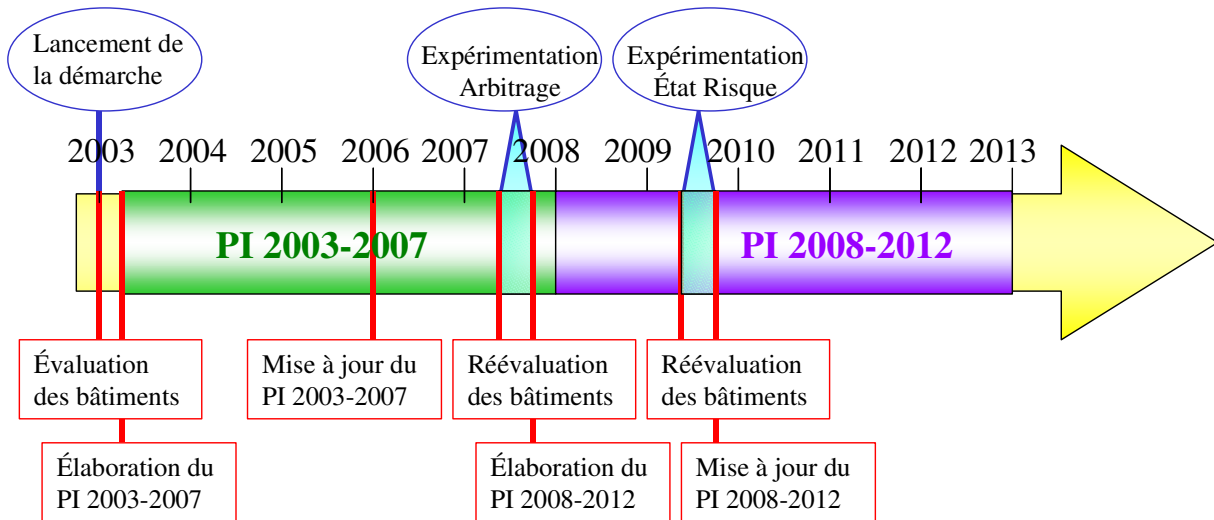 Lancement de
la démarche
Expérimentation
Arbitrage
Expérimentation
État Risque
2003 2004 2005 2006 2007 2008 2009 2010 2011 2012 2013
PI 2003-2007
PI 2008-2012
Évaluation
des bâtiments
Mise à jour du
PI 2003-2007
Réévaluation
des bâtiments
Réévaluation
des bâtiments
Élaboration du
PI 2003-2007
Élaboration du
PI 2008-2012
Mise à jour du
PI 2008-2012